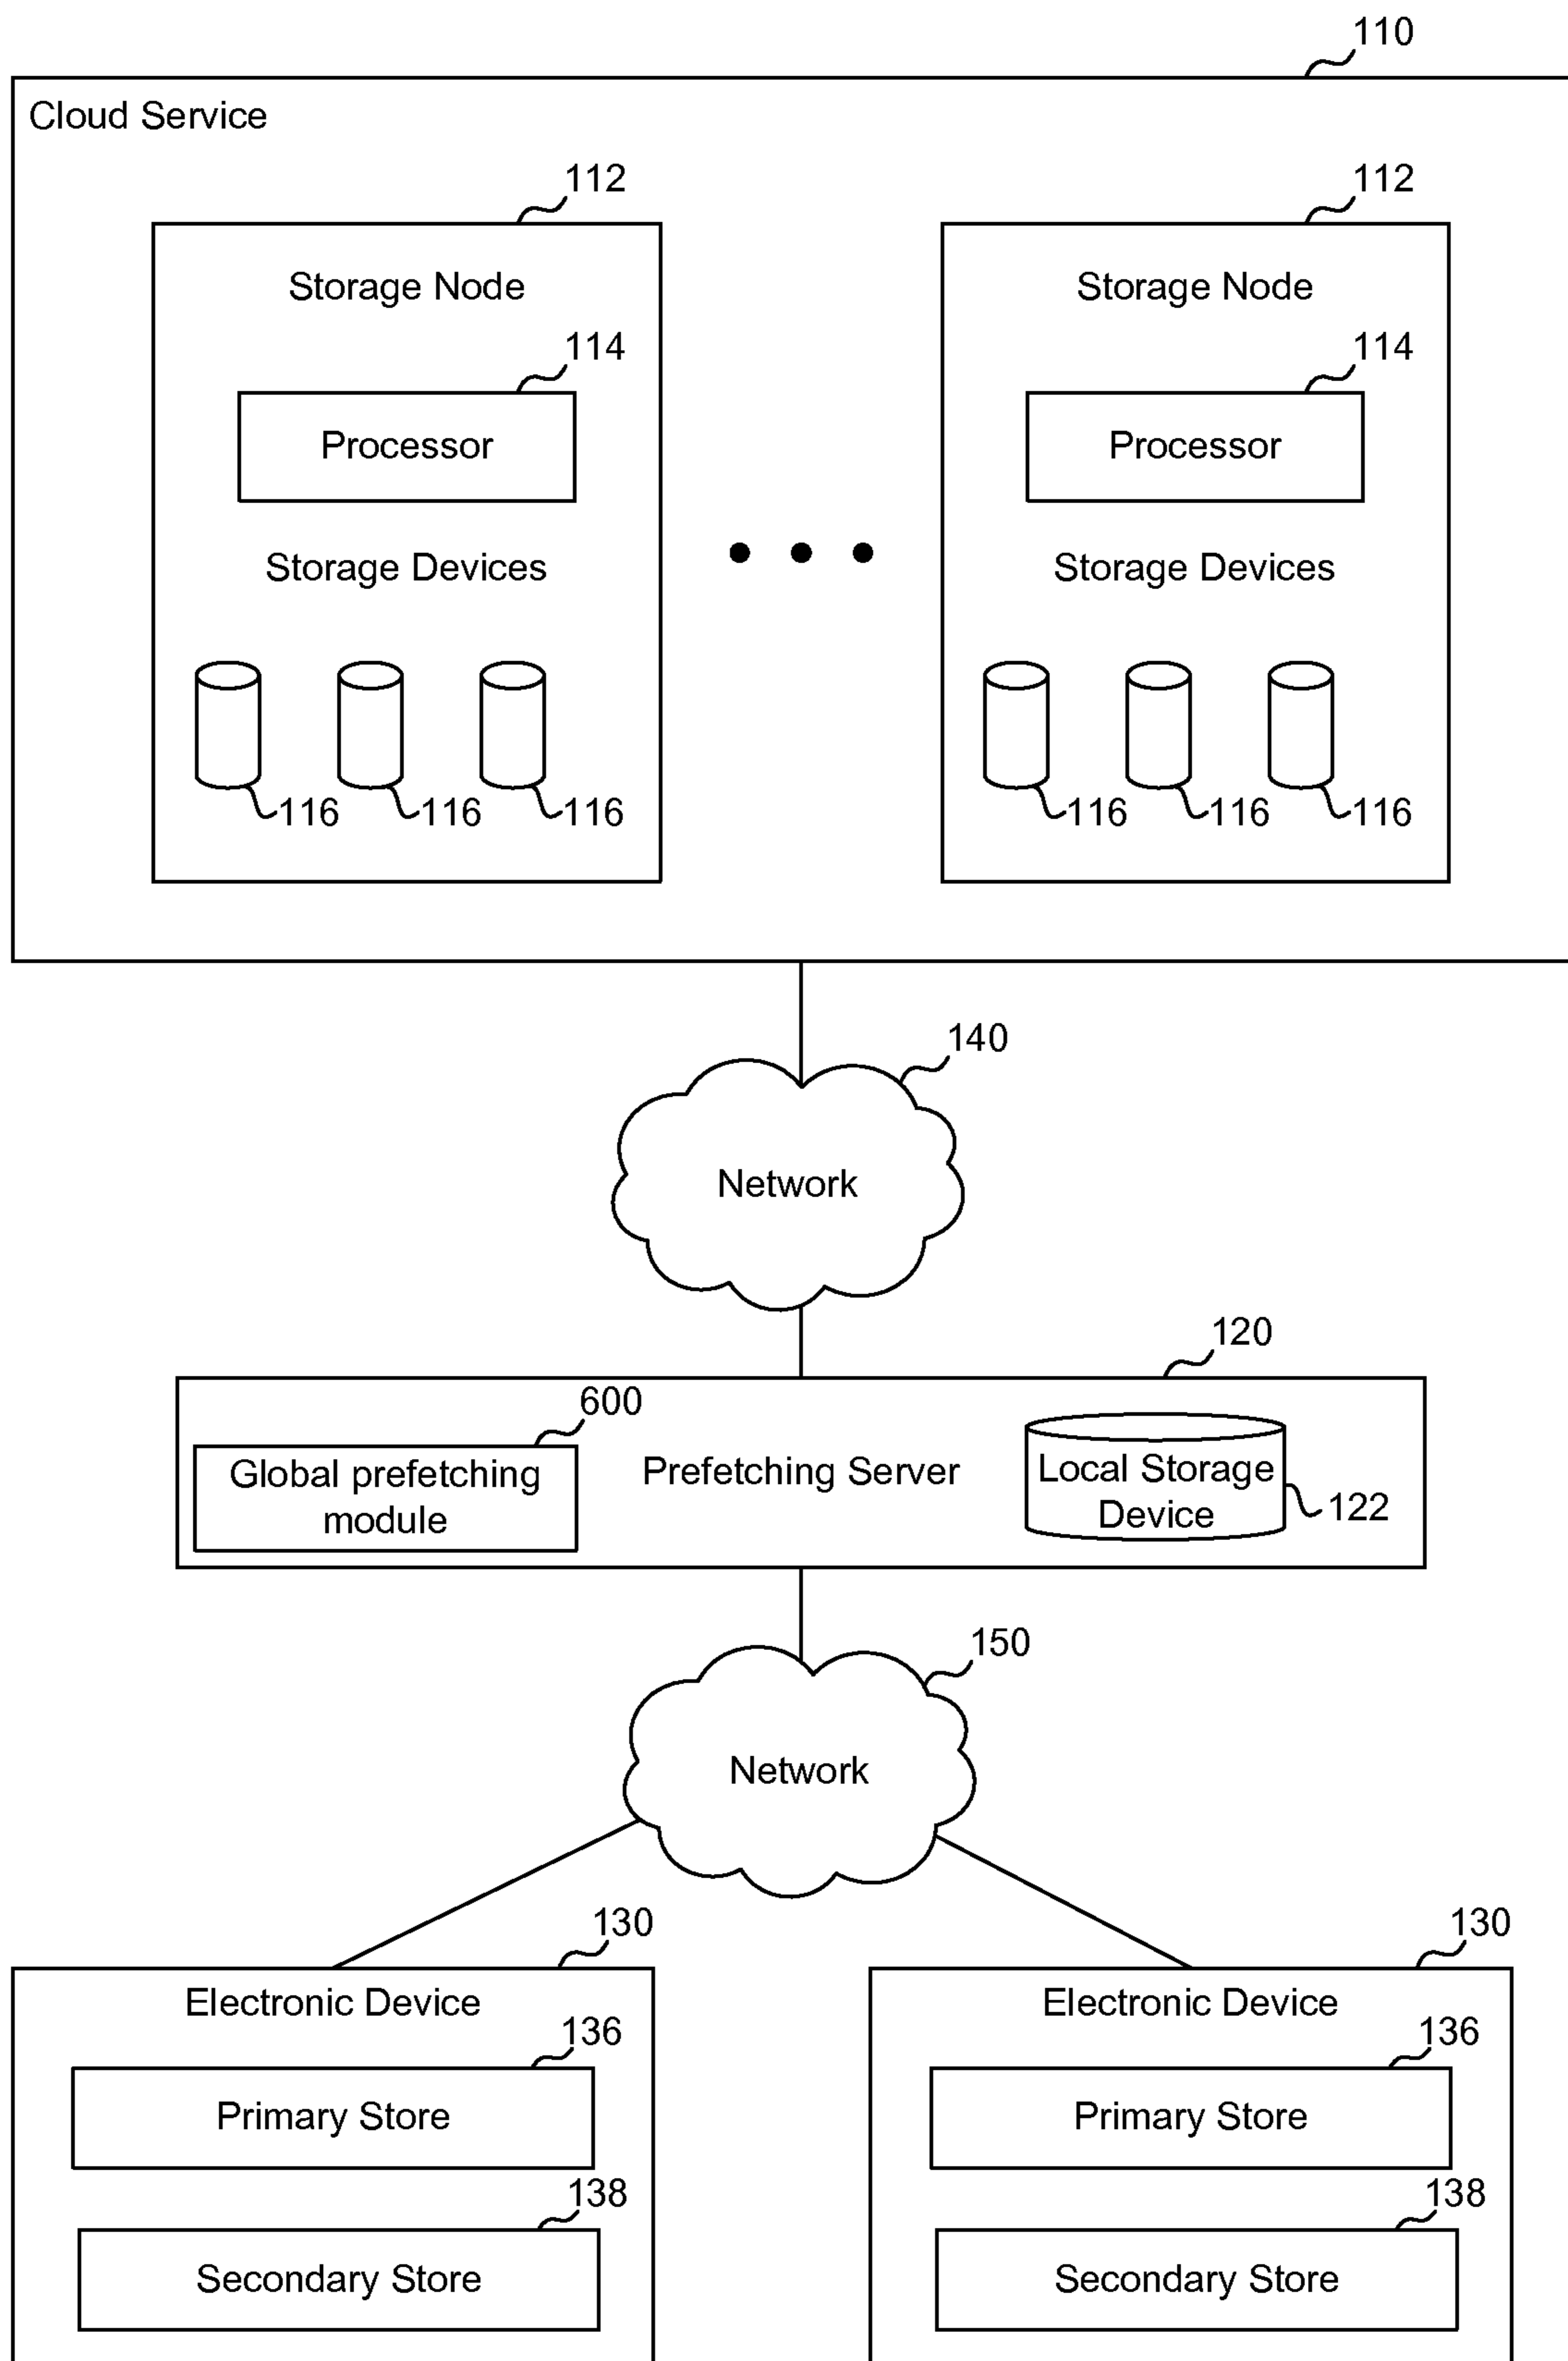 110
Cloud Service
112
112
Storage Node
Storage Node
114
114
Processor
Processor
Storage Devices
Storage Devices
116
116
116
116
116
116
140
Network
120
600
Global prefetching
module
Prefetching Server
Local Storage
Device
122
150
Network
130
130
Electronic Device
Electronic Device
136
136
Primary Store
Primary Store
138
138
Secondary Store
Secondary Store